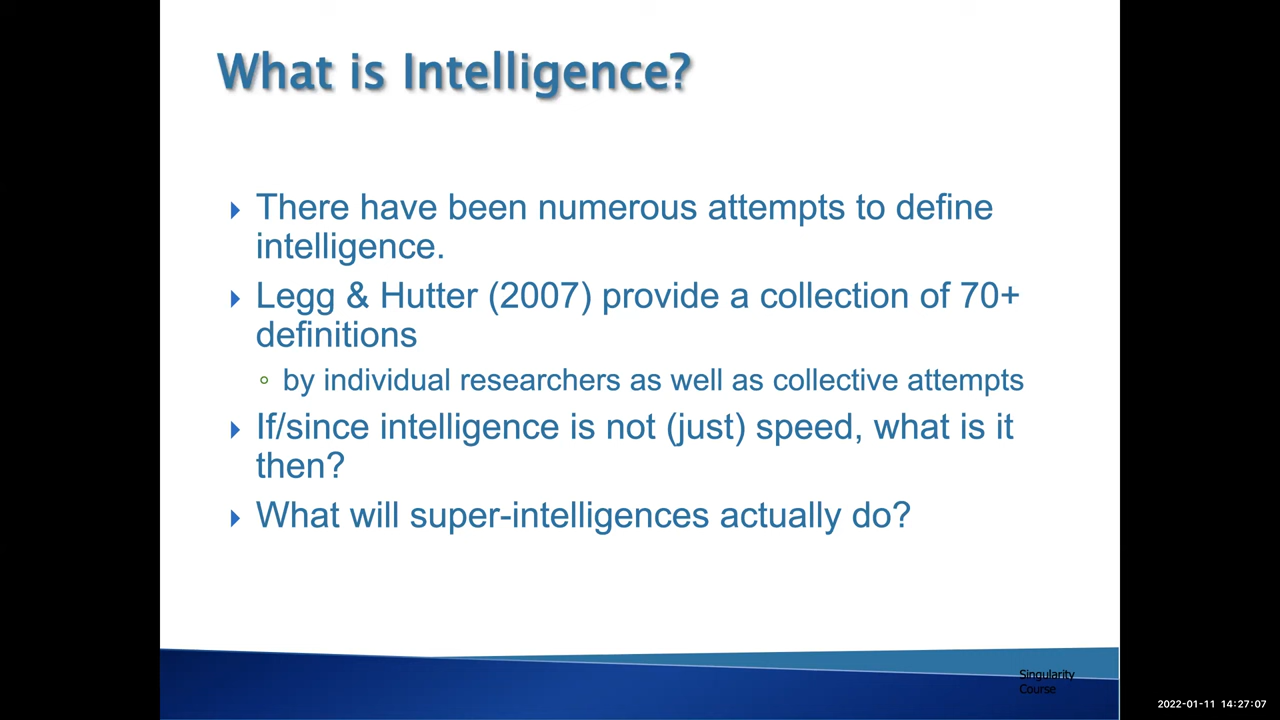 What is Intelligence?
There have been numerous attempts to define
intelligence.
Legg & Hutter (2007) provide a collection of 70+
definitions
by individual researchers as well as collective attempts
If/since intelligence is not (just) speed, what is it
then?
What will super-intelligences actually do?
Singularity
Course
2022-01-11 14:27:07